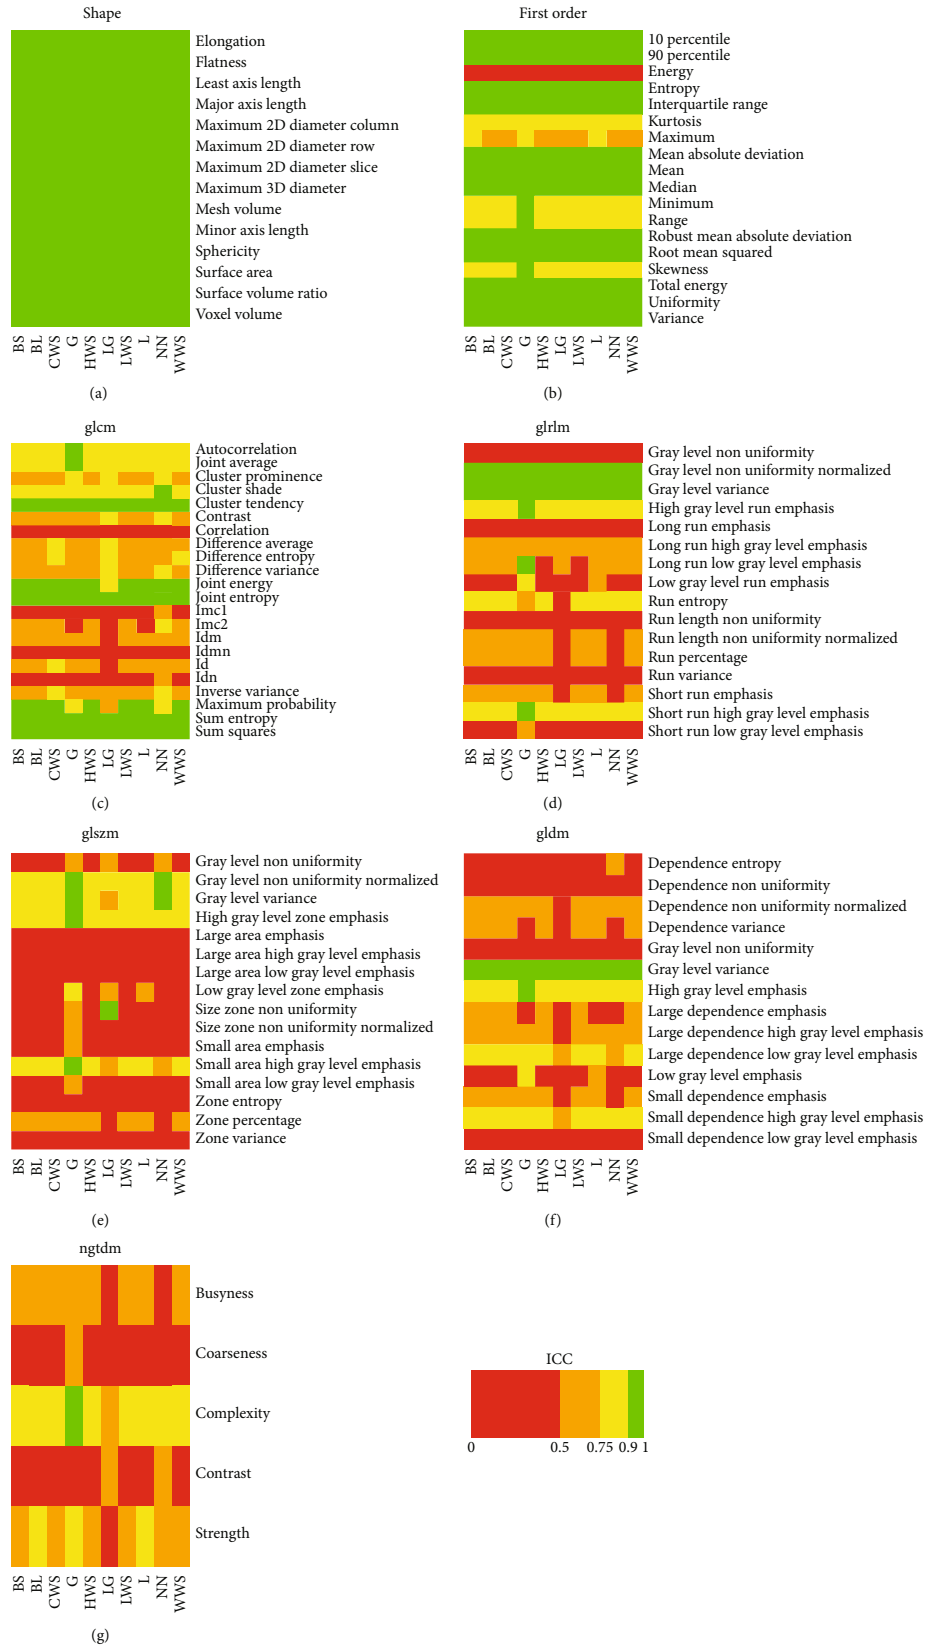 Shape
Elongation
Flatness
Least axis length
Major axis length
Maximum 2D diameter column
Maximum 2D diameter row
Maximum 2D diameter slice
Maximum 3D diameter
Mesh volume
Minor axis length
Sphericity
Surface area
Surface volume ratio
Voxel volume
BS BL CWS G HWS LG LWS L NN WWS
(a)
First order
10 percentile
90 percentile
Energy
Entropy
Interquartile range
Kurtosis
Maximum
Mean absolute deviation
Mean
Median
Minimum
Range
Robust mean absolute deviation
Root mean squared
Skewness
Total energy
Uniformity
Variance
BS BL CWS G HWS LG LWS L NN WWS
(b)
glcm
Autocorrelation
Joint average
Cluster prominence
Cluster shade
Cluster tendency
Contrast
Correlation
Difference average
Difference entropy
Difference variance
Joint energy
Joint entropy
Imc1
Imc2
Idm
Idmn
Id
Idn
Inverse variance
Maximum probability
Sum entropy
Sum squares
BS BL CWS G HWS LG LWS L NN WWS
(c)
glrlm
Gray level non uniformity
Gray level non uniformity normalized
Gray level variance
High gray level run emphasis
Long run emphasis
Long run high gray level emphasis
Long run low gray level emphasis
Low gray level run emphasis
Run entropy
Run length non uniformity
Run length non uniformity normalized
Run percentage
Run variance
Short run emphasis
Short run high gray level emphasis
Short run low gray level emphasis
BS BL CWS G HWS LG LWS L NN WWS
(d)
glszm
Gray level non uniformity
Gray level non uniformity normalized
Gray level variance
High gray level zone emphasis
Large area emphasis
Large area high gray level emphasis
Large area low gray level emphasis
Low gray level zone emphasis
Size zone non uniformity
Size zone non uniformity normalized
Small area emphasis
Small area high gray level emphasis
Small area low gray level emphasis
Zone entropy
Zone percentage
Zone variance
BS BL CWS G HWS LG LWS L NN WWS
(e)
gldm
Dependence entropy
Dependence non uniformity
Dependence non uniformity normalized
Dependence variance
Gray level non uniformity
Gray level variance
High gray level emphasis
Large dependence emphasis
Large dependence high gray level emphasis
Large dependence low gray level emphasis
Low gray level emphasis
Small dependence emphasis
Small dependence high gray level emphasis
Small dependence low gray level emphasis
BS BL CWS G HWS LG LWS L NN WWS
(f)
ngtdm
Busyness
Coarseness
Complexity
Contrast
Strength
BS BL CWS G HWS LG LWS L NN WWS
(g)
ICC
0 0.5 0.75 0.9 1